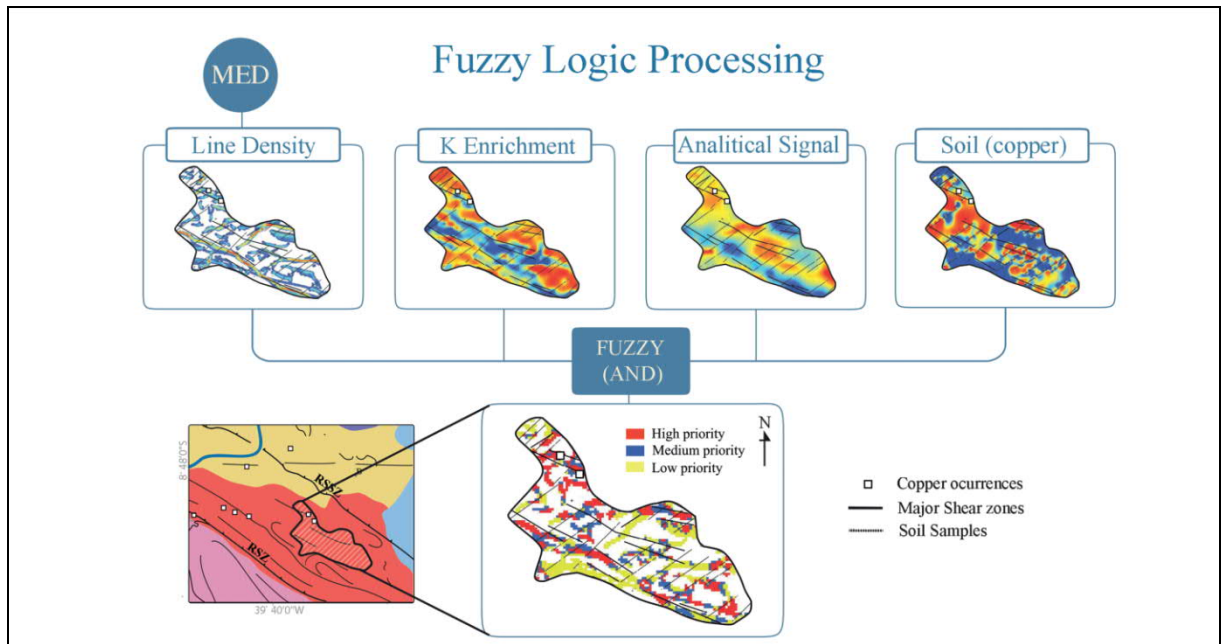 Fuzzy Logic Processing
MED
Line Density
K Enrichment
Analitical Signal
Soil (copper)
FUZZY
(AND)
8° 48'0"S
RSSZ
RSZ
39° 40'0"W
High priority
Medium priority
Low priority
N
Copper ocurrences
Major Shear zones
Soil Samples